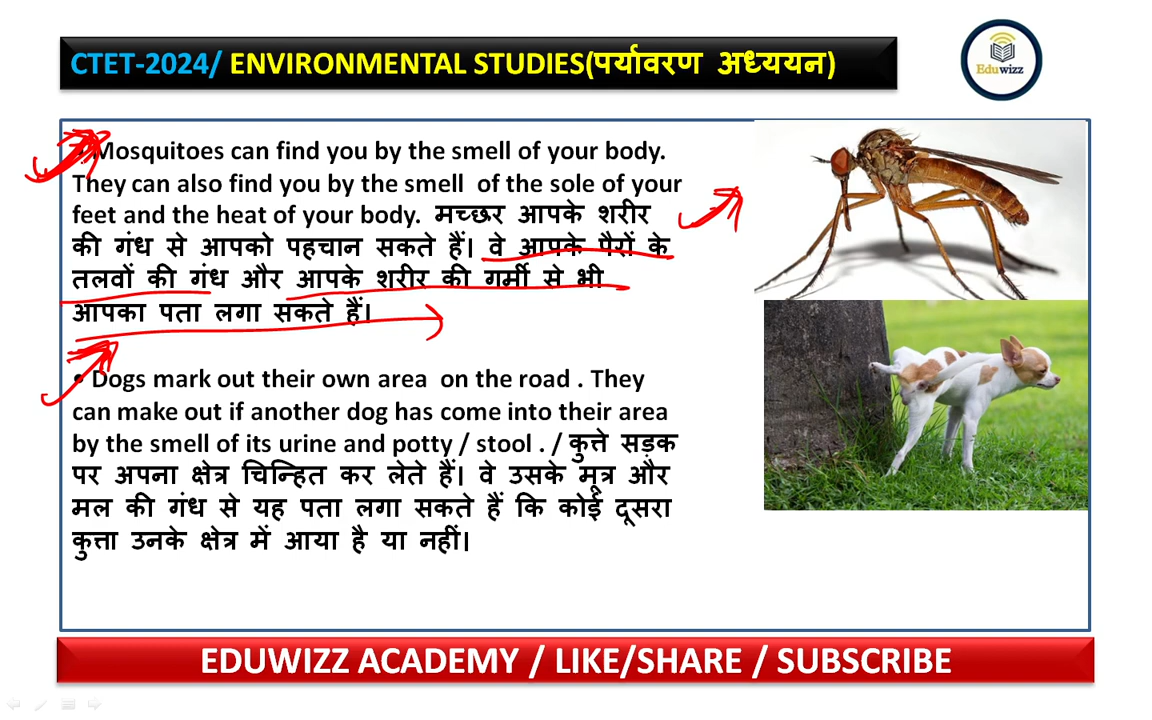 CTET-2024/ ENVIRONMENTAL STUDIES(पर्यावरण अध्ययन)
Eduwizz
• Mosquitoes can find you by the smell of your body.
They can also find you by the smell of the sole of your
feet and the heat of your body. मच्छर आपके शरीर
की गंध से आपको पहचान सकते हैं। वे आपके पैरों के
तलवों की गंध और आपके शरीर की गर्मी से भी
आपका पता लगा सकते हैं।
• Dogs mark out their own area on the road . They
can make out if another dog has come into their area
by the smell of its urine and potty / stool . / कुत्ते सड़क
पर अपना क्षेत्र चिन्हित कर लेते हैं। वे उसके मूत्र और
मल की गंध से यह पता लगा सकते हैं कि कोई दूसरा
कुत्ता उनके क्षेत्र में आया है या नहीं।
EDUWIZZ ACADEMY / LIKE/SHARE / SUBSCRIBE